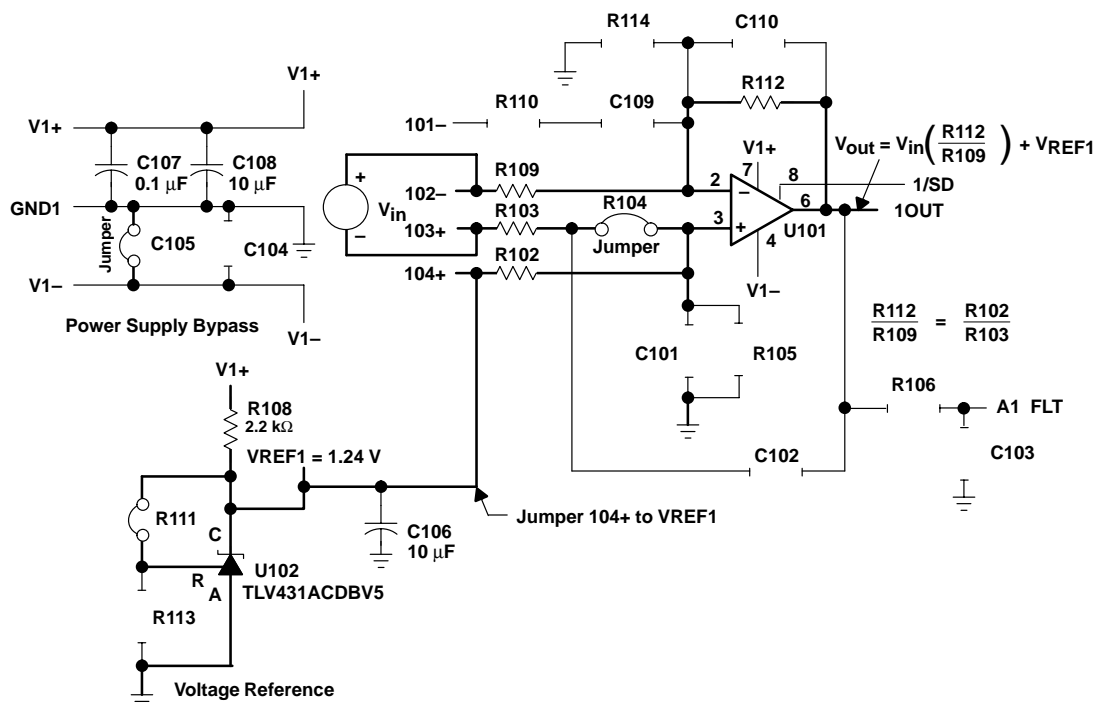 R114
C110
V1+
R112
R110
C109
V1+
101–
C107
0.1 μF
C108
10 μF
V1+
7
8
Vout = Vin(R112/R109) + VREF1
+
102–
R109
2
–
1/SD
GND1
Vin
R103
R104
6
1OUT
Jumper
C105
–
103+
Jumper
3
+
U101
C104
104+
R102
4
V1–
V1–
Power Supply Bypass
V1–
R112/R109 = R102/R103
C101
R105
V1+
R106
R108
2.2 kΩ
A1 FLT
VREF1 = 1.24 V
C102
C103
R111
Jumper 104+ to VREF1
C
C106
10 μF
R
U102
A
TLV431ACDBV5
R113
Voltage Reference